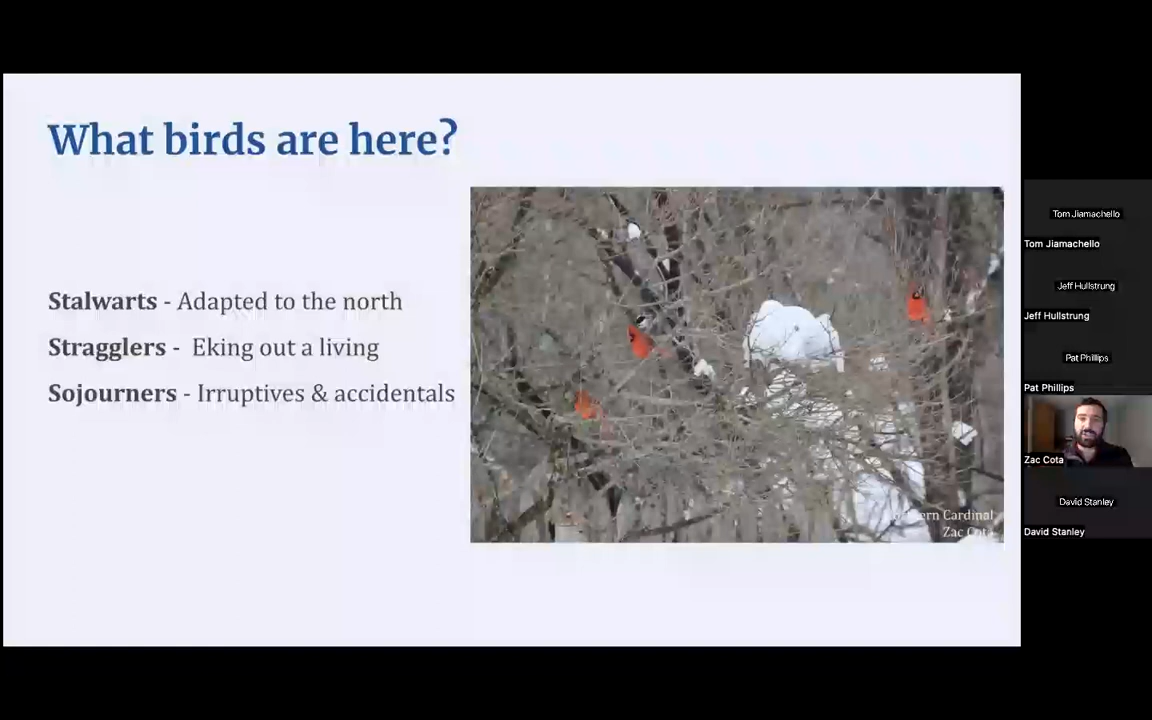 What birds are here?
Stalwarts - Adapted to the north
Stragglers - Eking out a living
Sojourners - Irruptives & accidentals
Cardinal
Zac Cota
Tom Jiamachello
Tom Jiamachello
Jeff Hullstrung
Jeff Hullstrung
Pat Phillips
Pat Phillips
Zac Cota
David Stanley
David Stanley